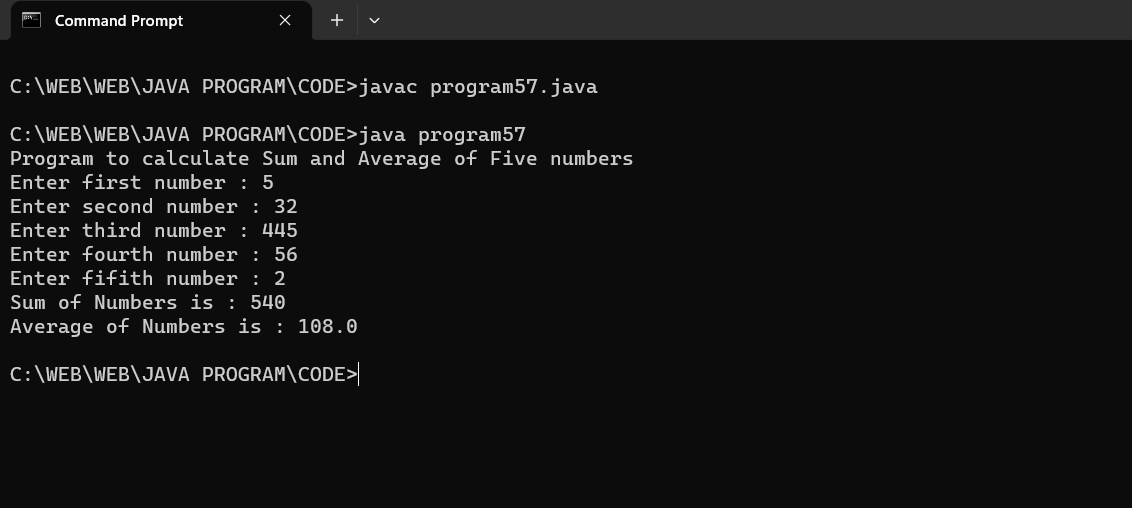 Command Prompt
C:\WEB\WEB\JAVA PROGRAM\CODE>javac program57.java
C:\WEB\WEB\JAVA PROGRAM\CODE>java program57
Program to calculate Sum and Average of Five numbers
Enter first number : 5
Enter second number : 32
Enter third number : 445
Enter fourth number : 56
Enter fifith number : 2
Sum of Numbers is : 540
Average of Numbers is : 108.0
C:\WEB\WEB\JAVA PROGRAM\CODE>